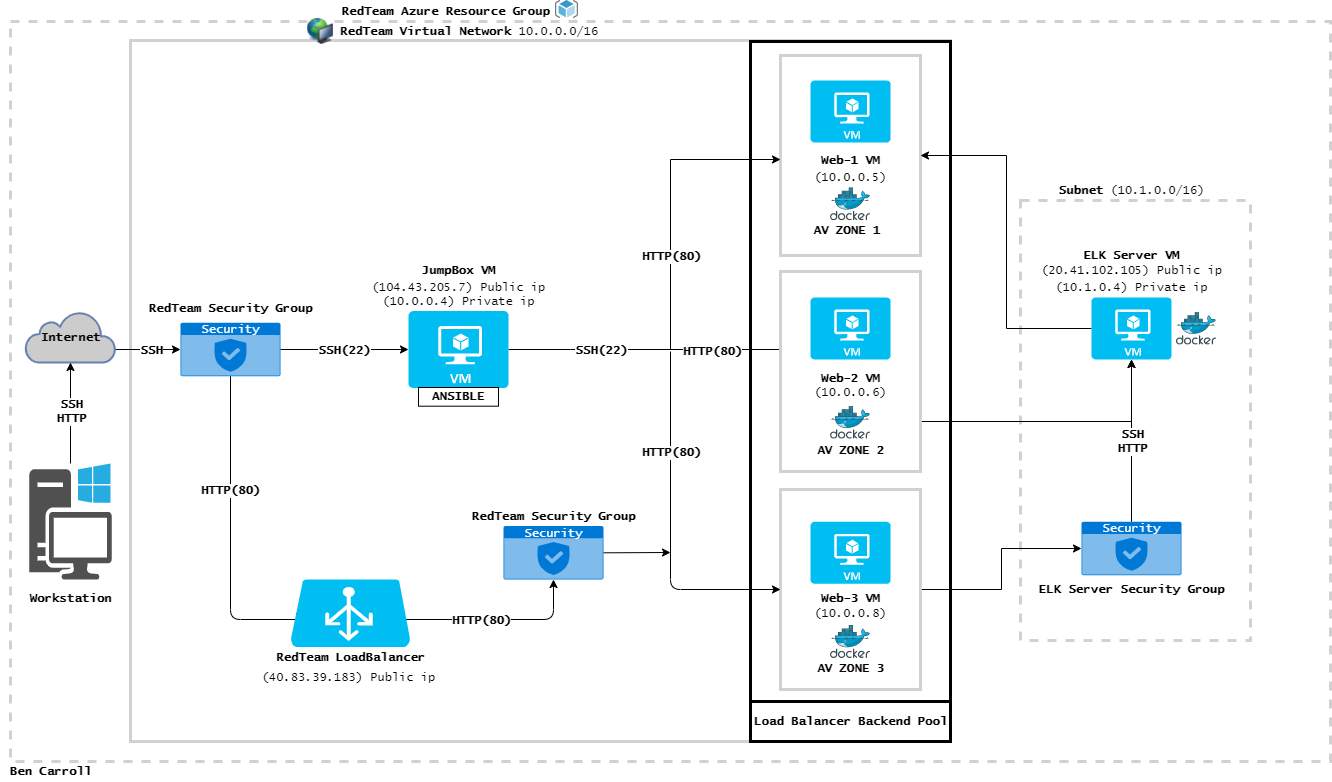 RedTeam Azure Resource Group
RedTeam Virtual Network 10.0.0.0/16
VM
Web-1 VM
(10.0.0.5)
docker
AV ZONE 1
Subnet (10.1.0.0/16)
HTTP(80)
ELK Server VM
(20.41.102.105) Public ip
(10.1.0.4) Private ip
VM
docker
JumpBox VM
(104.43.205.7) Public ip
(10.0.0.4) Private ip
VM
ANSIBLE
RedTeam Security Group
Security
Internet
SSH
SSH(22)
SSH(22)
HTTP(80)
VM
Web-2 VM
(10.0.0.6)
docker
AV ZONE 2
SSH
HTTP
SSH
HTTP
HTTP(80)
HTTP(80)
RedTeam Security Group
Security
VM
Web-3 VM
(10.0.0.8)
docker
AV ZONE 3
Security
ELK Server Security Group
Workstation
HTTP(80)
RedTeam LoadBalancer
(40.83.39.183) Public ip
Load Balancer Backend Pool
Ben Carroll